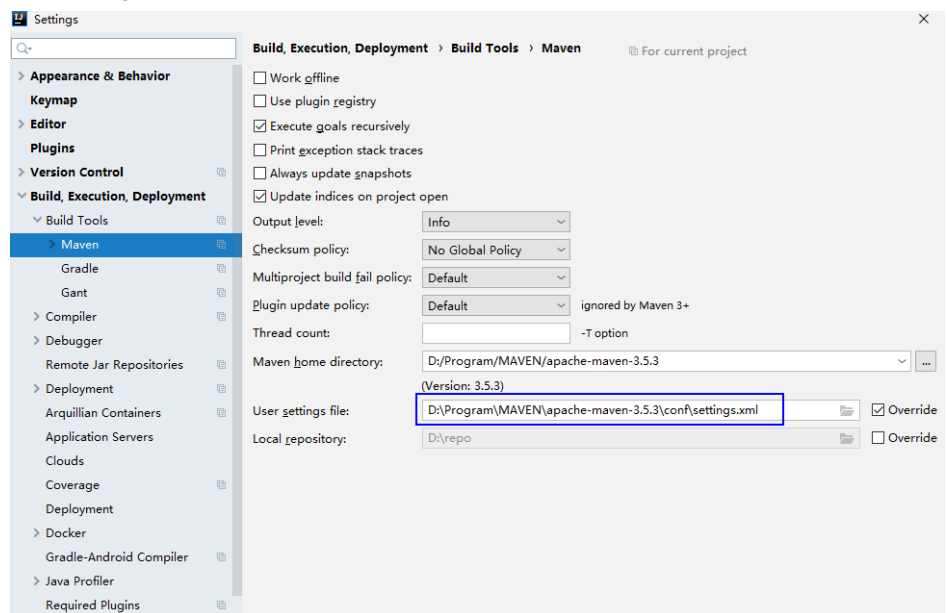 Settings
Appearance & Behavior
Keymap
Editor
Plugins
Version Control
Build, Execution, Deployment
Build Tools
Maven
Gradle
Gant
Compiler
Debugger
Remote Jar Repositories
Deployment
Arquillian Containers
Application Servers
Clouds
Coverage
Deployment
Docker
Gradle-Android Compiler
Java Profiler
Required Plugins
Build, Execution, Deployment › Build Tools › Maven For current project
Work offline
Use plugin registry
Execute goals recursively
Print exception stack traces
Always update snapshots
Update indices on project open
Output level: Info
Checksum policy: No Global Policy
Multiproject build fail policy: Default
Plugin update policy: Default ignored by Maven 3+
Thread count: -T option
Maven home directory: D:/Program/MAVEN/apache-maven-3.5.3 ...
(Version: 3.5.3)
User settings file: D:\Program\MAVEN\apache-maven-3.5.3\conf\settings.xml Override
Local repository: D:\repo Override